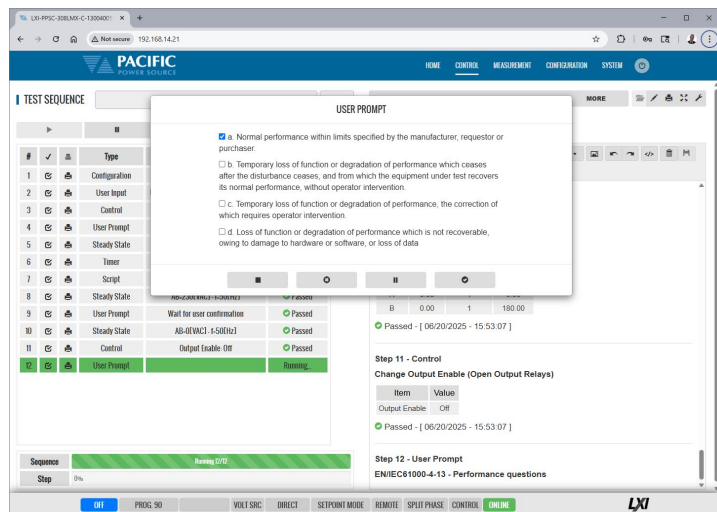 LXI-PPSC-308LMX-C-1300400
Not secure 192.168.14.21
PACIFIC
POWER SOURCE
HOME CONTROL MEASUREMENT CONFIGURATION SYSTEM
TEST SEQUENCE
MORE
USER PROMPT
a. Normal performance within limits specified by the manufacturer, requestor or
purchaser.
b. Temporary loss of function or degradation of performance which ceases
after the disturbance ceases, and from which the equipment under test recovers
its normal performance, without operator intervention.
c. Temporary loss of function or degradation of performance, the correction of
which requires operator intervention.
d. Loss of function or degradation of performance which is not recoverable,
owing to damage to hardware or software, or loss of data
# Type
1 Configuration
2 User Input
3 Control
4 User Prompt
5 Steady State
6 Timer
7 Script
8 Steady State AB-230[VAC] - f-50[HZ] Passed
9 User Prompt Wait for user confirmation Passed
10 Steady State AB-0[VAC] - f-50[HZ] Passed
11 Control Output Enable: Off Passed
12 User Prompt Running...
B 0.00 1 180.00
Passed - [ 06/20/2025 - 15:53:07 ]
Step 11 - Control
Change Output Enable (Open Output Relays)
Item Value
Output Enable Off
Passed - [ 06/20/2025 - 15:53:07 ]
Step 12 - User Prompt
EN/IEC61000-4-13 - Performance questions
Sequence Running 12/12
Step 0%
OFF PROG. 90 VOLT SRC DIRECT SETPOINT MODE REMOTE SPLIT PHASE CONTROL ONLINE
LXI